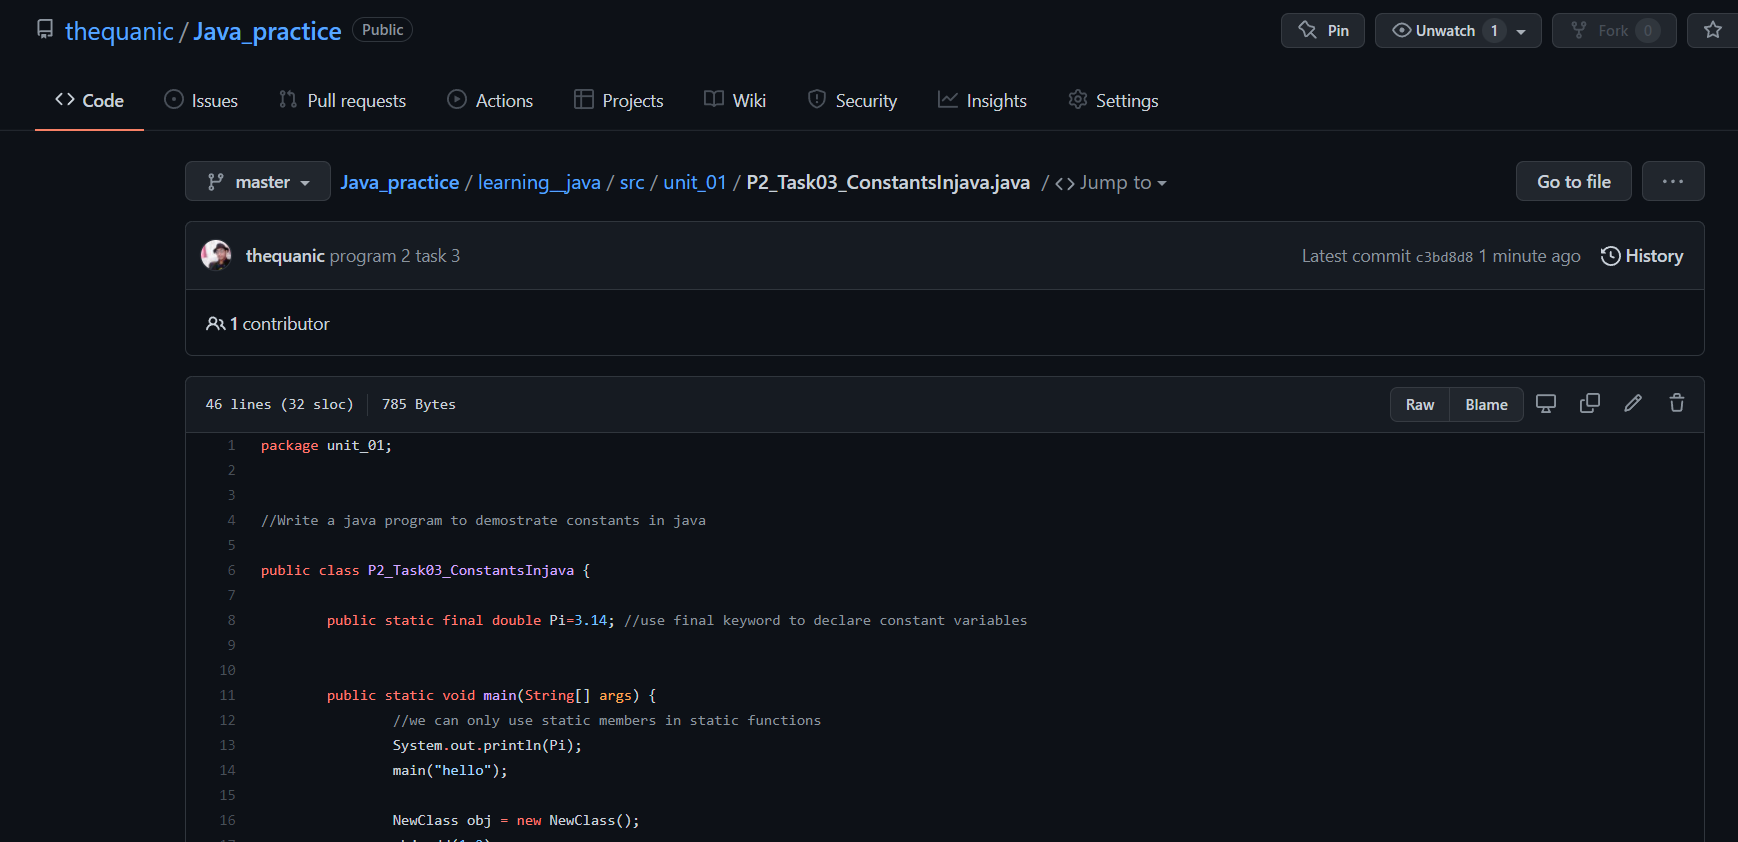 thequanic / Java_practice Public
Pin
Unwatch 1
Fork 0
<> Code
Issues
Pull requests
Actions
Projects
Wiki
Security
Insights
Settings
master
Java_practice / learning__java / src / unit_01 / P2_Task03_ConstantsInjava.java / <> Jump to
Go to file
...
thequanic program 2 task 3
Latest commit c3bd8d8 1 minute ago
History
1 contributor
46 lines (32 sloc) | 785 Bytes
Raw
Blame
1 package unit_01;
2
3
4 //Write a java program to demostrate constants in java
5
6 public class P2_Task03_ConstantsInjava {
7
8 public static final double Pi=3.14; //use final keyword to declare constant variables
9
10
11 public static void main(String[] args) {
12 //we can only use static members in static functions
13 System.out.println(Pi);
14 main("hello");
15
16 NewClass obj = new NewClass();